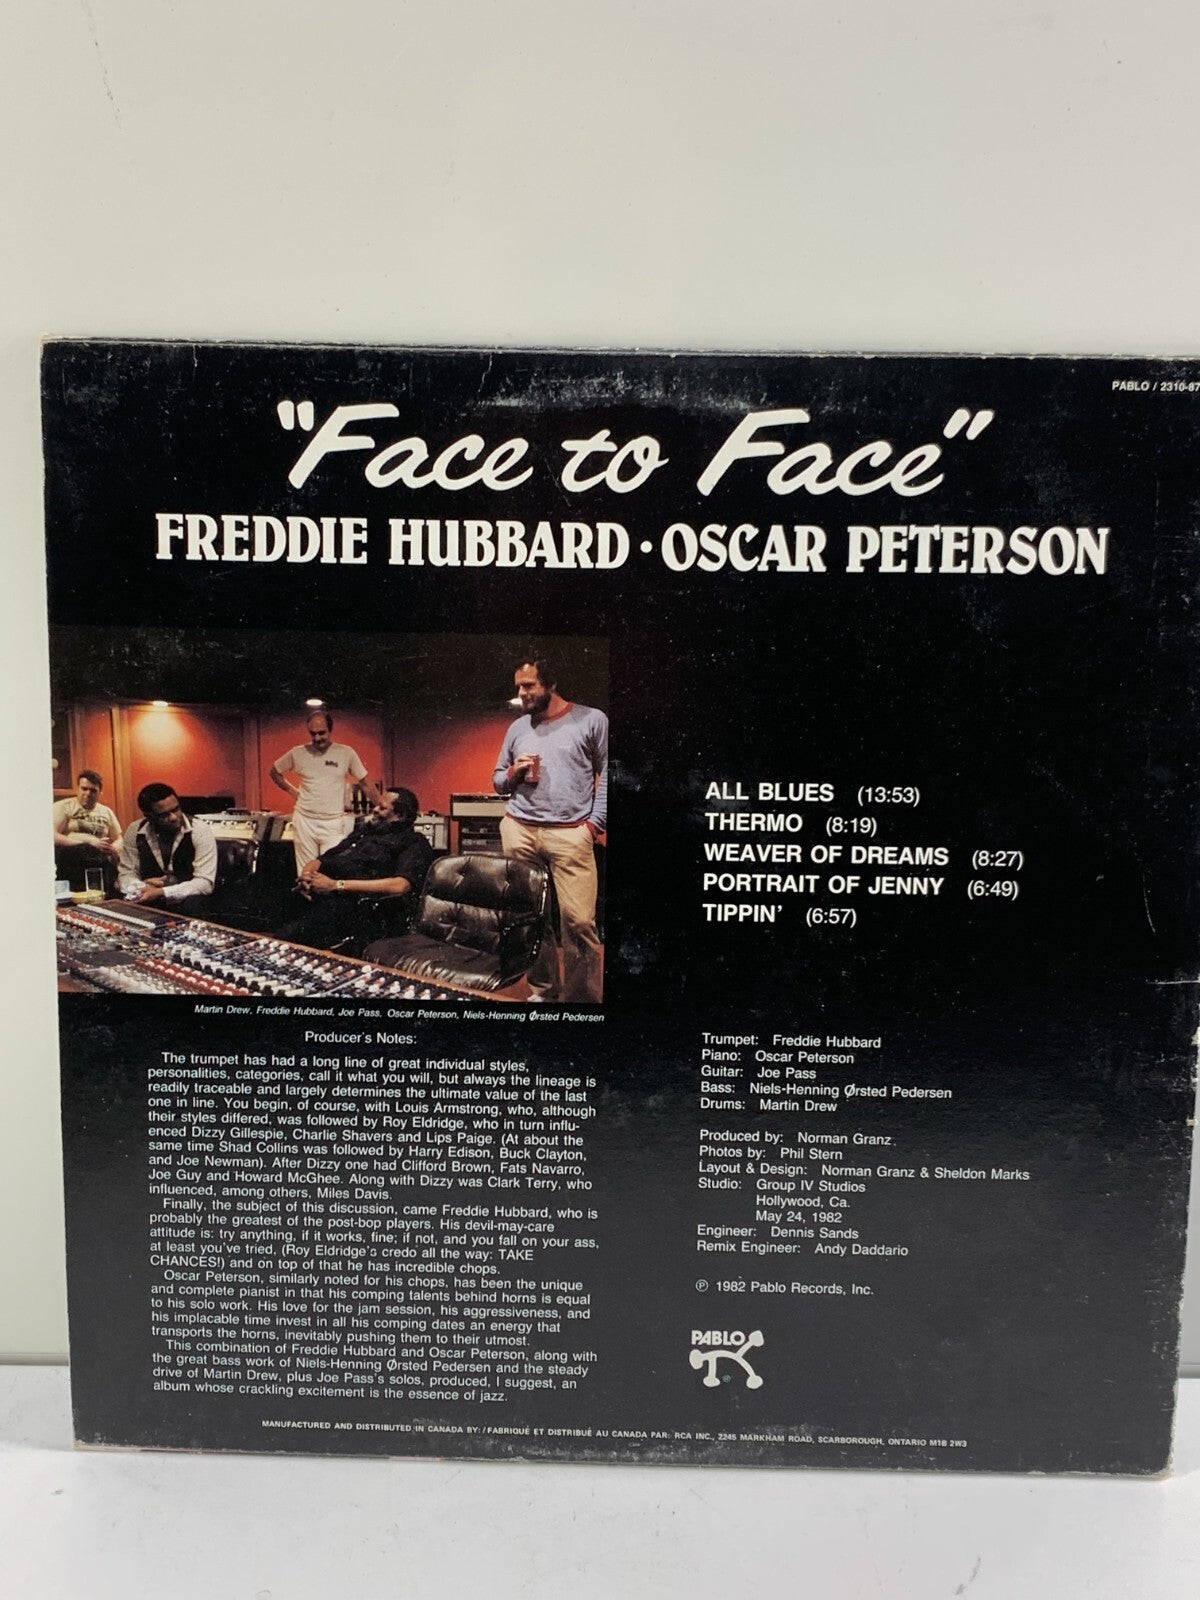 PABLO / 2310-87
"Face to Face"
FREDDIE HUBBARD · OSCAR PETERSON
ALL BLUES (13:53)
THERMO (8:19)
WEAVER OF DREAMS (8:27)
PORTRAIT OF JENNY (6:49)
TIPPIN' (6:57)
Martin Drew, Freddie Hubbard, Joe Pass, Oscar Peterson, Niels-Henning Ørsted Pedersen
Producer's Notes:
The trumpet has had a long line of great individual styles,
personalities, categories, call it what you will, but always the lineage is
readily traceable and largely determines the ultimate value of the last
one in line. You begin, of course, with Louis Armstrong, who, although
their styles differed, was followed by Roy Eldridge, who in turn influ-
enced Dizzy Gillespie, Charlie Shavers and Lips Paige. (At about the
same time Shad Collins was followed by Harry Edison, Buck Clayton,
and Joe Newman). After Dizzy one had Clifford Brown, Fats Navarro,
Joe Guy and Howard McGhee. Along with Dizzy was Clark Terry, who
influenced, among others, Miles Davis.
Finally, the subject of this discussion, came Freddie Hubbard, who is
probably the greatest of the post-bop players. His devil-may-care
attitude is: try anything, if it works, fine; if not, and you fall on your ass,
at least you've tried, (Roy Eldridge's credo all the way: TAKE
CHANCES!) and on top of that he has incredible chops.
Oscar Peterson, similarly noted for his chops, has been the unique
and complete pianist in that his comping talents behind horns is equal
to his solo work. His love for the jam session, his aggressiveness, and
his implacable time invest in all his comping dates an energy that
transports the horns, inevitably pushing them to their utmost.
This combination of Freddie Hubbard and Oscar Peterson, along with
the great bass work of Niels-Henning Ørsted Pedersen and the steady
drive of Martin Drew, plus Joe Pass's solos, produced, I suggest, an
album whose crackling excitement is the essence of jazz.
Trumpet: Freddie Hubbard
Piano: Oscar Peterson
Guitar: Joe Pass
Bass: Niels-Henning Ørsted Pedersen
Drums: Martin Drew
Produced by: Norman Granz
Photos by: Phil Stern
Layout & Design: Norman Granz & Sheldon Marks
Studio: Group IV Studios
Hollywood, Ca.
May 24, 1982
Engineer: Dennis Sands
Remix Engineer: Andy Daddario
℗ 1982 Pablo Records, Inc.
PABLO
®
MANUFACTURED AND DISTRIBUTED IN CANADA BY: / FABRIQUÉ ET DISTRIBUÉ AU CANADA PAR: RCA INC., 2245 MARKHAM ROAD, SCARBOROUGH, ONTARIO M1B 2W3